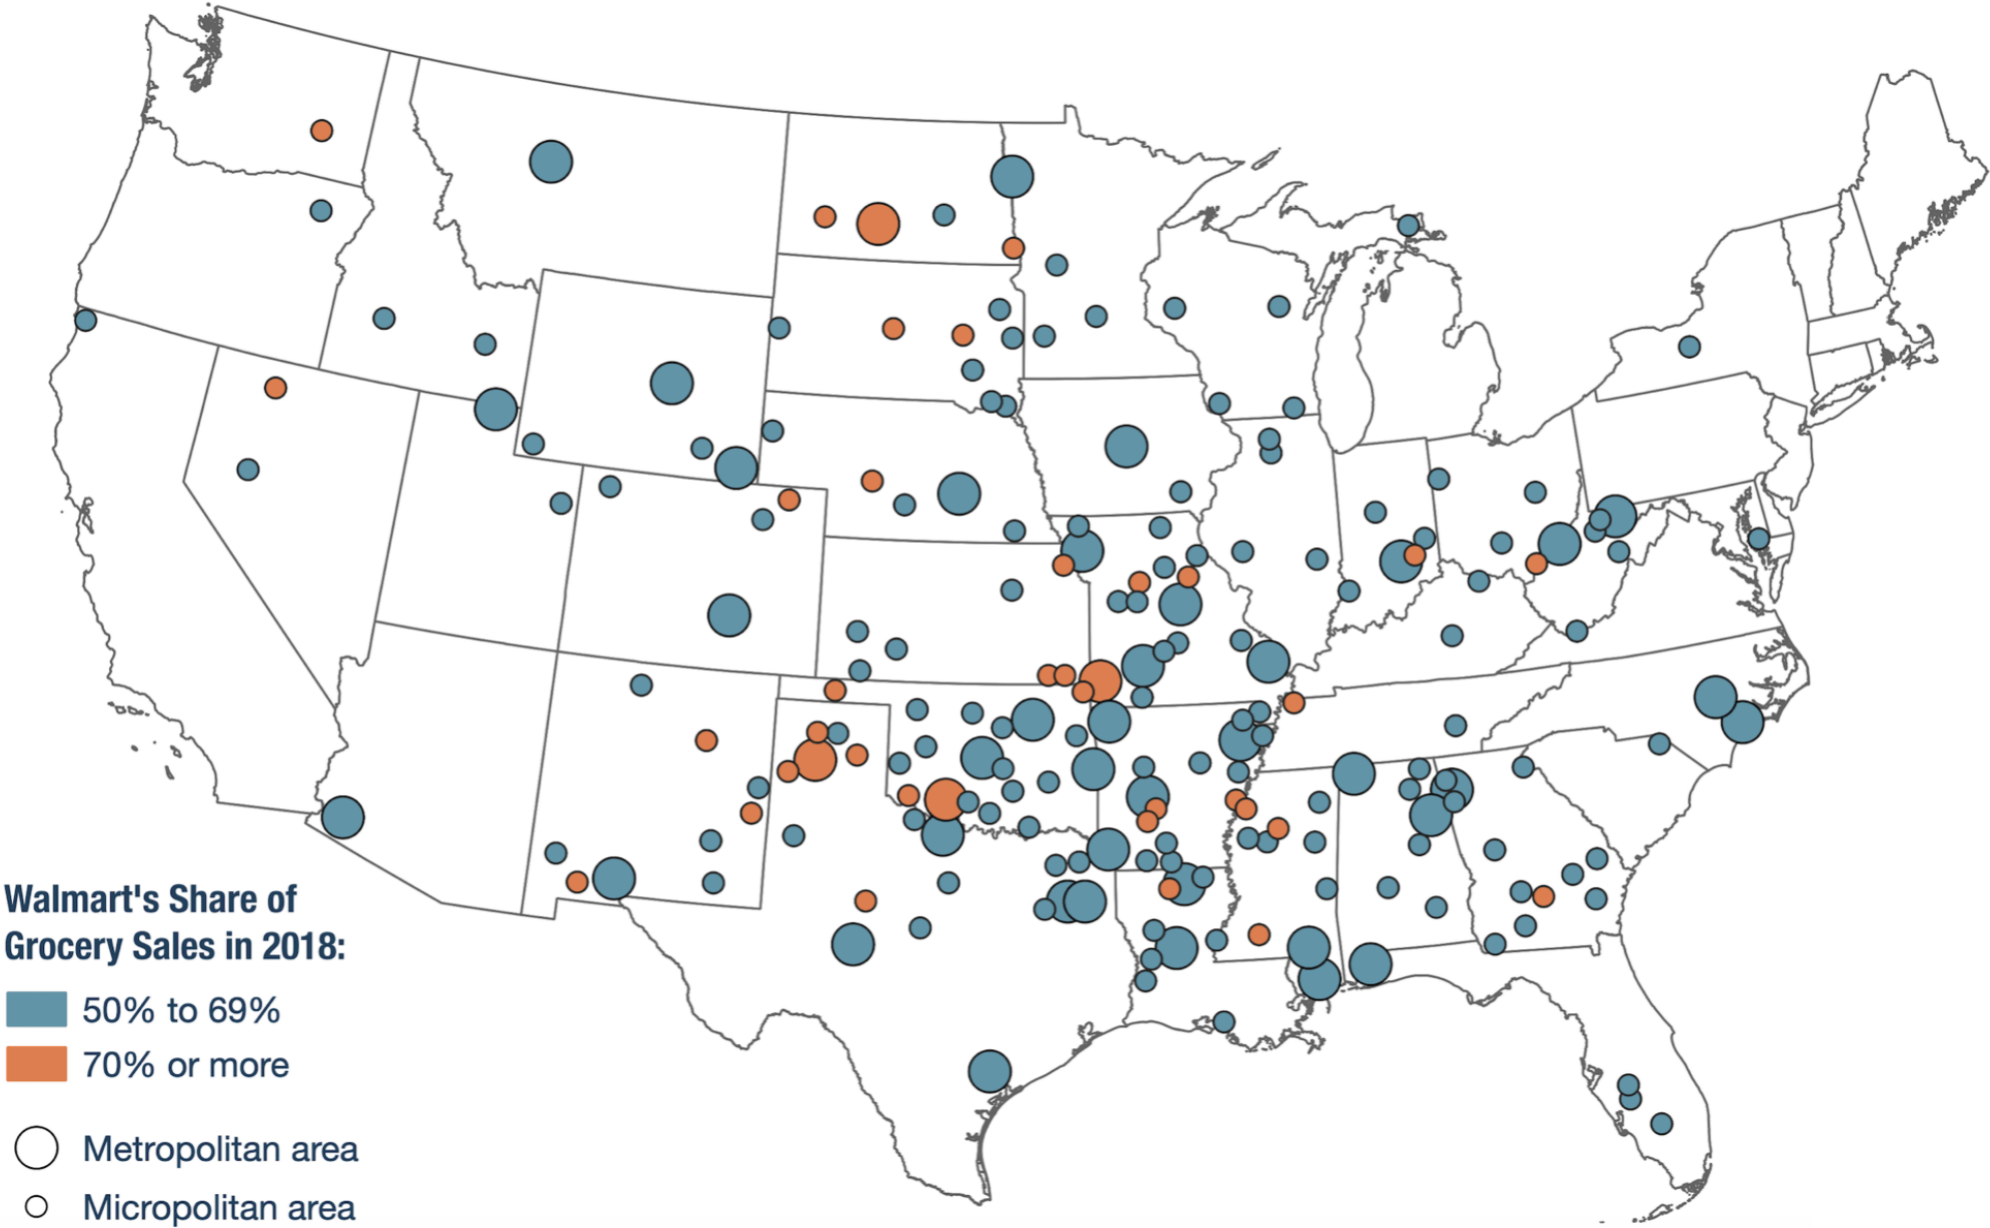 Walmart's Share of
Grocery Sales in 2018:
50% to 69%
70% or more
Metropolitan area
Micropolitan area